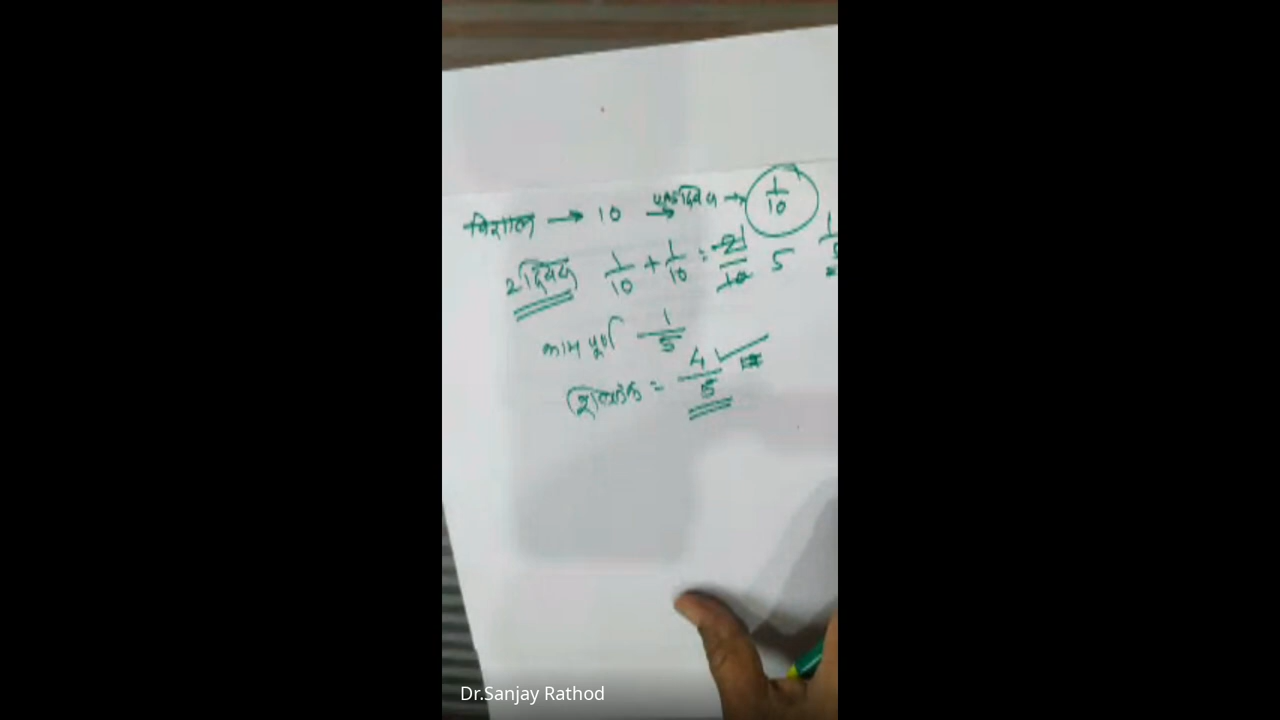 विशाल → 10 → एक दिवस → 1/10
2 दिवस 1/10 + 1/10 = 21/10 5
काम पूर्ण 1/5
शिल्लक = 4/5
Dr.Sanjay Rathod